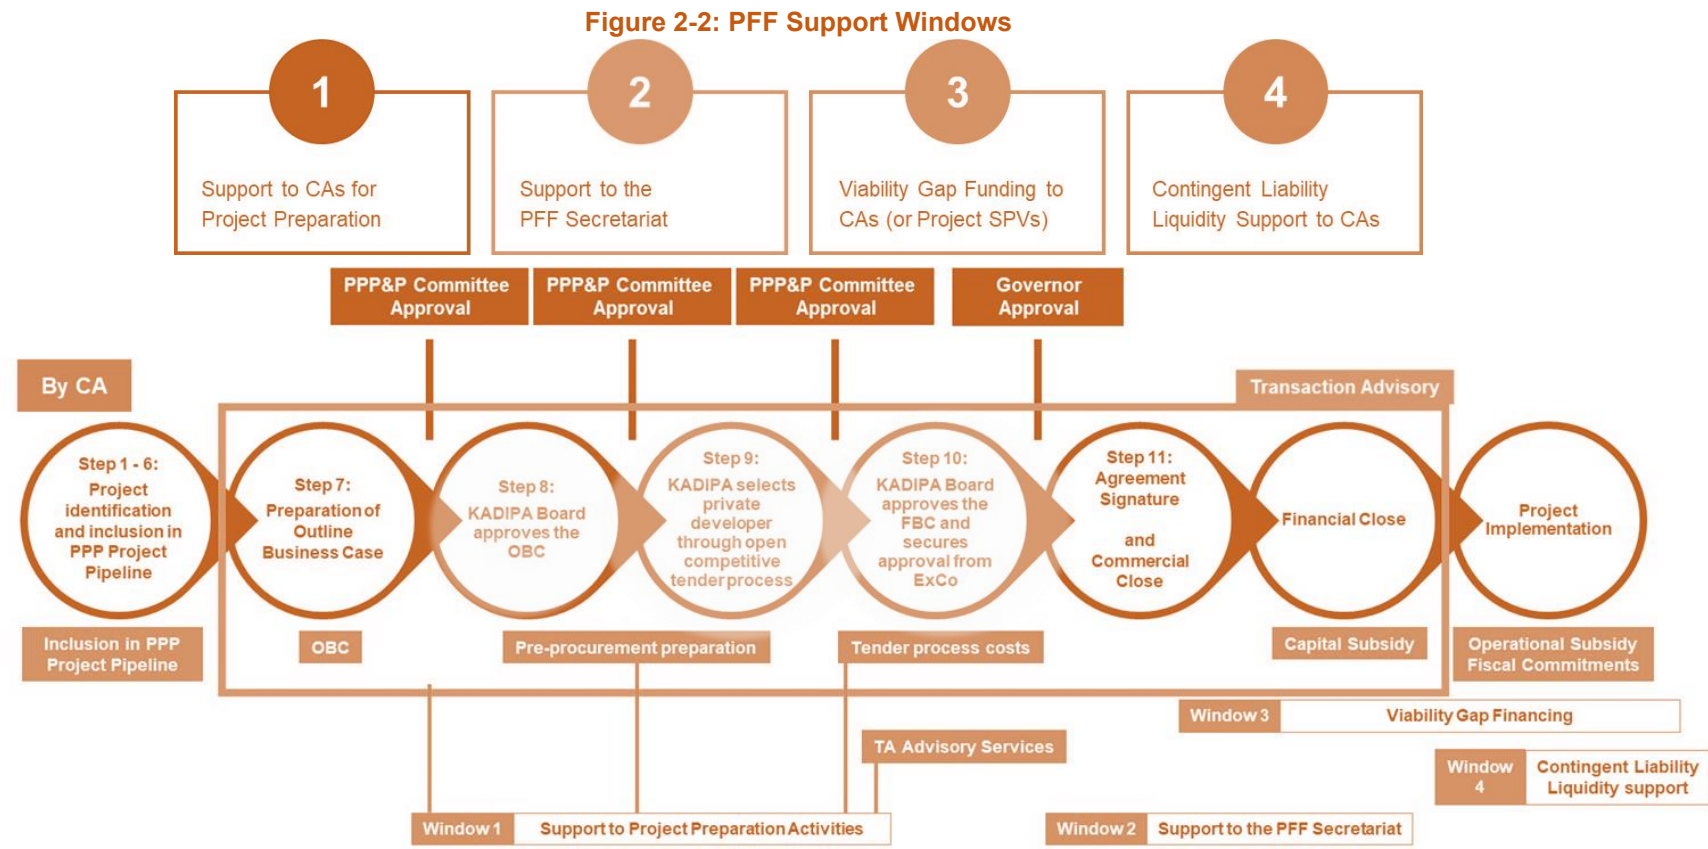 Figure 2-2: PFF Support Windows
1
Support to CAs for
Project Preparation
2
Support to the
PFF Secretariat
3
Viability Gap Funding to
CAs (or Project SPVs)
4
Contingent Liability
Liquidity Support to CAs
PPP&P Committee
Approval
PPP&P Committee
Approval
PPP&P Committee
Approval
Governor
Approval
By CA
Transaction Advisory
Step 1 - 6:
Project
identification
and inclusion in
PPP Project
Pipeline
Step 7:
Preparation of
Outline
Business Case
Step 8:
KADIPA Board
approves the
OBC
Step 9:
KADIPA selects
private
developer
through open
competitive
tender process
Step 10:
KADIPA Board
approves the
FBC and
secures
approval from
ExCo
Step 11:
Agreement
Signature
and
Commercial
Close
Financial Close
Project
Implementation
Inclusion in PPP
Project Pipeline
OBC
Pre-procurement preparation
Tender process costs
Capital Subsidy
Operational Subsidy
Fiscal Commitments
Window 3
Viability Gap Financing
TA Advisory Services
Window
4
Contingent Liability
Liquidity support
Window 1
Support to Project Preparation Activities
Window 2
Support to the PFF Secretariat